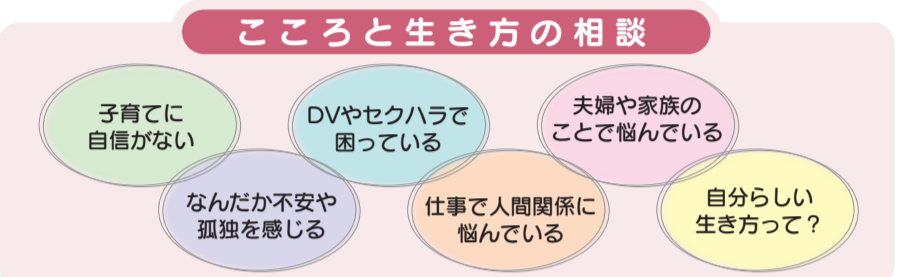 こころと生き方の相談
子育てに
自信がない
DVやセクハラで
困っている
夫婦や家族の
ことで悩んでいる
なんだか不安や
孤独を感じる
仕事で人間関係に
悩んでいる
自分らしい
生き方って？